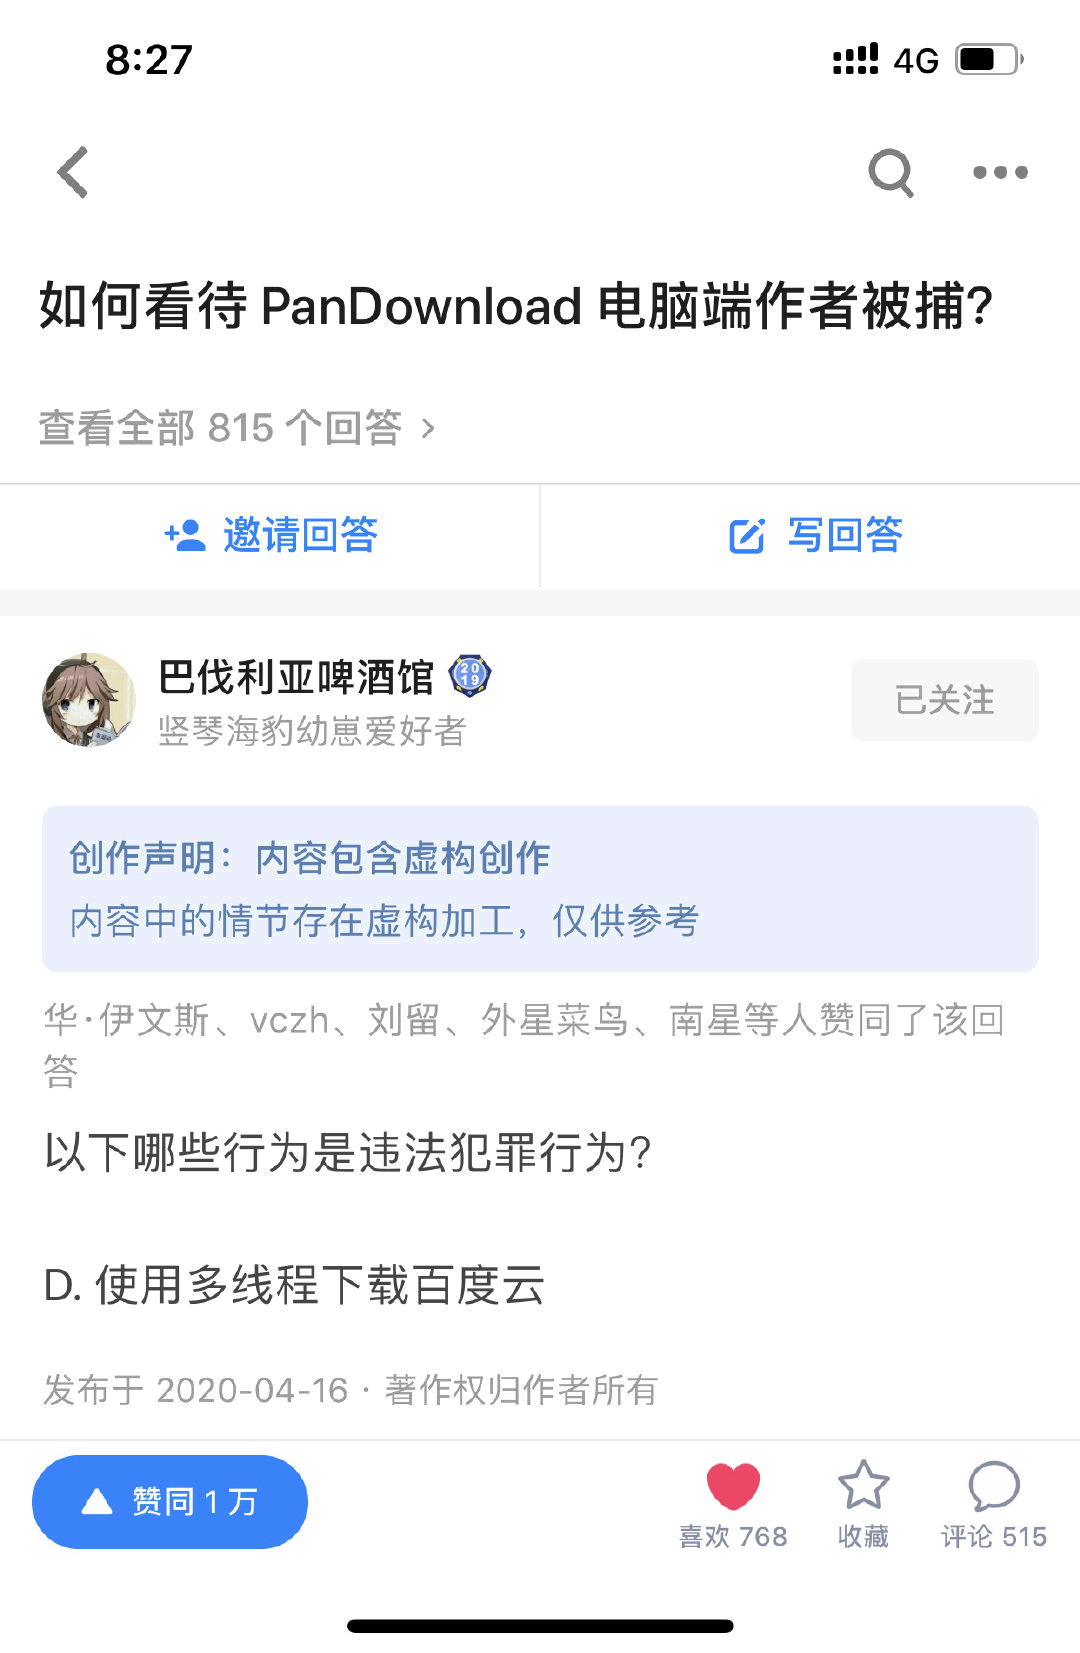 8:27
4G
如何看待 PanDownload 电脑端作者被捕?
查看全部 815 个回答 >
邀请回答
写回答
巴伐利亚啤酒馆
2019
竖琴海豹幼崽爱好者
已关注
创作声明：内容包含虚构创作
内容中的情节存在虚构加工，仅供参考
华·伊文斯、vczh、刘留、外星菜鸟、南星等人赞同了该回
答
以下哪些行为是违法犯罪行为?
D. 使用多线程下载百度云
发布于 2020-04-16 · 著作权归作者所有
赞同 1 万
喜欢 768
收藏
评论 515